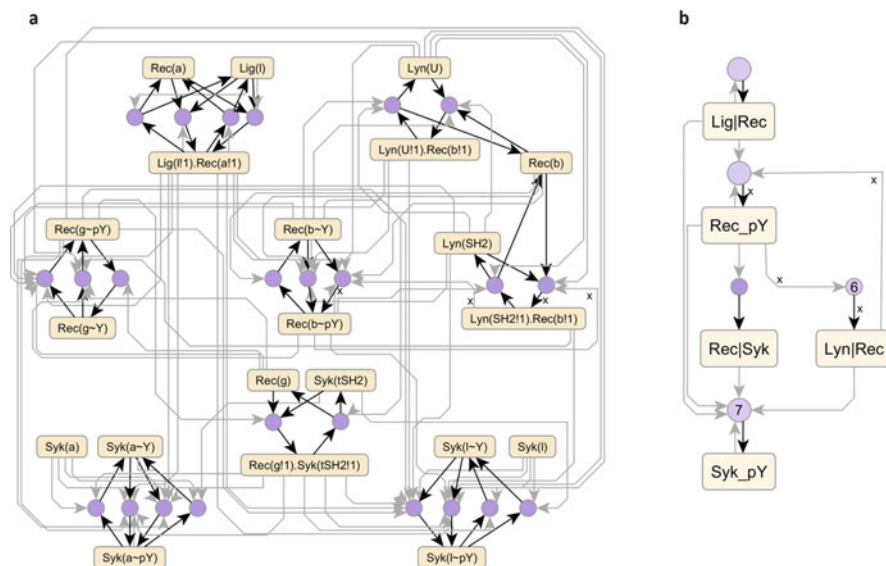 a
b
Rec(a)
Lig(l)
Lyn(U)
Lig(l!1).Rec(a!1)
Lyn(U!1).Rec(b!1)
Rec(b)
Rec(g~pY)
Rec(b~Y)
Lyn(SH2)
x
x
x
x
Rec(g~Y)
Rec(b~pY)
Lyn(SH2!1).Rec(b!1)
Rec(g)
Syk(tSH2)
Syk(a)
Syk(a~Y)
Rec(g!1).Syk(tSH2!1)
Syk(l~Y)
Syk(l)
Syk(a~pY)
Syk(l~pY)
Lig|Rec
x
x
Rec_pY
x
6
x
Rec|Syk
Lyn|Rec
7
Syk_pY